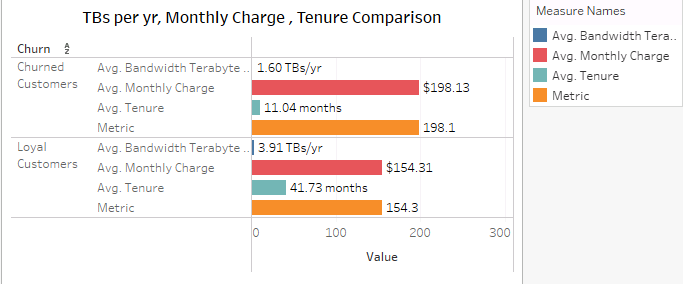 TBs per yr, Monthly Charge , Tenure Comparison
Churn
Churned Customers
Avg. Bandwidth Terabyte .. 1.60 TBs/yr
Avg. Monthly Charge $198.13
Avg. Tenure 11.04 months
Metric 198.1
Loyal Customers
Avg. Bandwidth Terabyte .. 3.91 TBs/yr
Avg. Monthly Charge $154.31
Avg. Tenure 41.73 months
Metric 154.3
0 100 200 300
Value
Measure Names
Avg. Bandwidth Tera..
Avg. Monthly Charge
Avg. Tenure
Metric